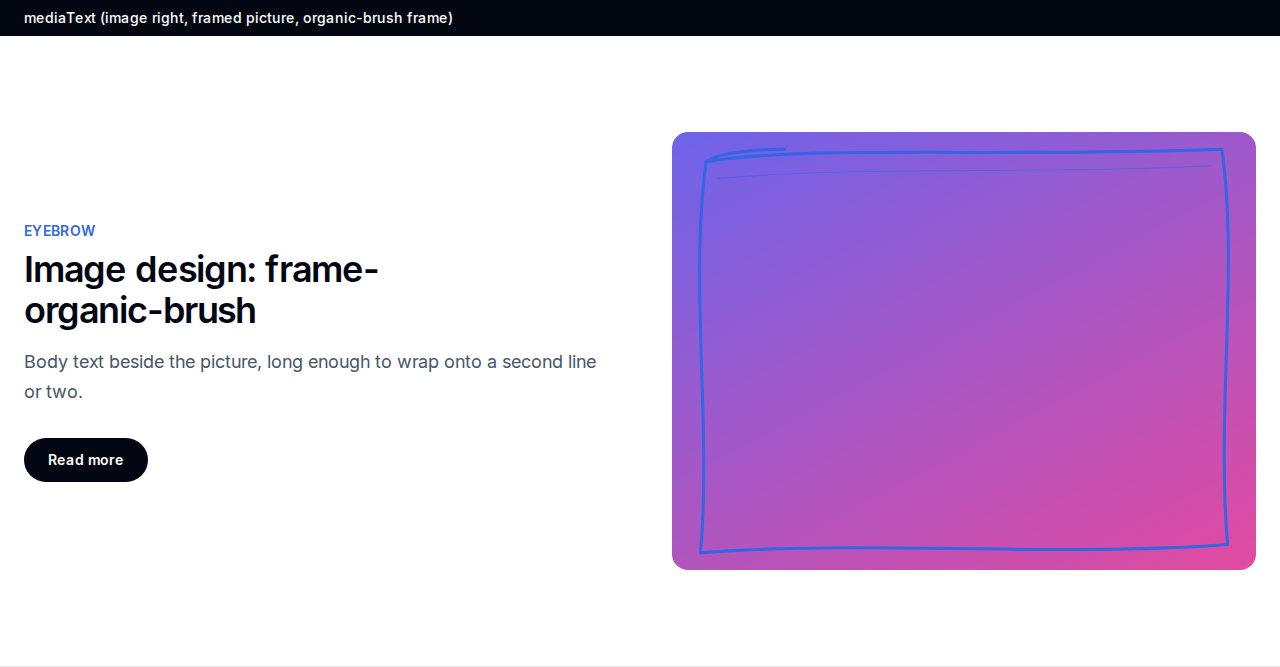 mediaText (image right, framed picture, organic-brush frame)
EYEBROW
Image design: frame-
organic-brush
Body text beside the picture, long enough to wrap onto a second line
or two.
Read more